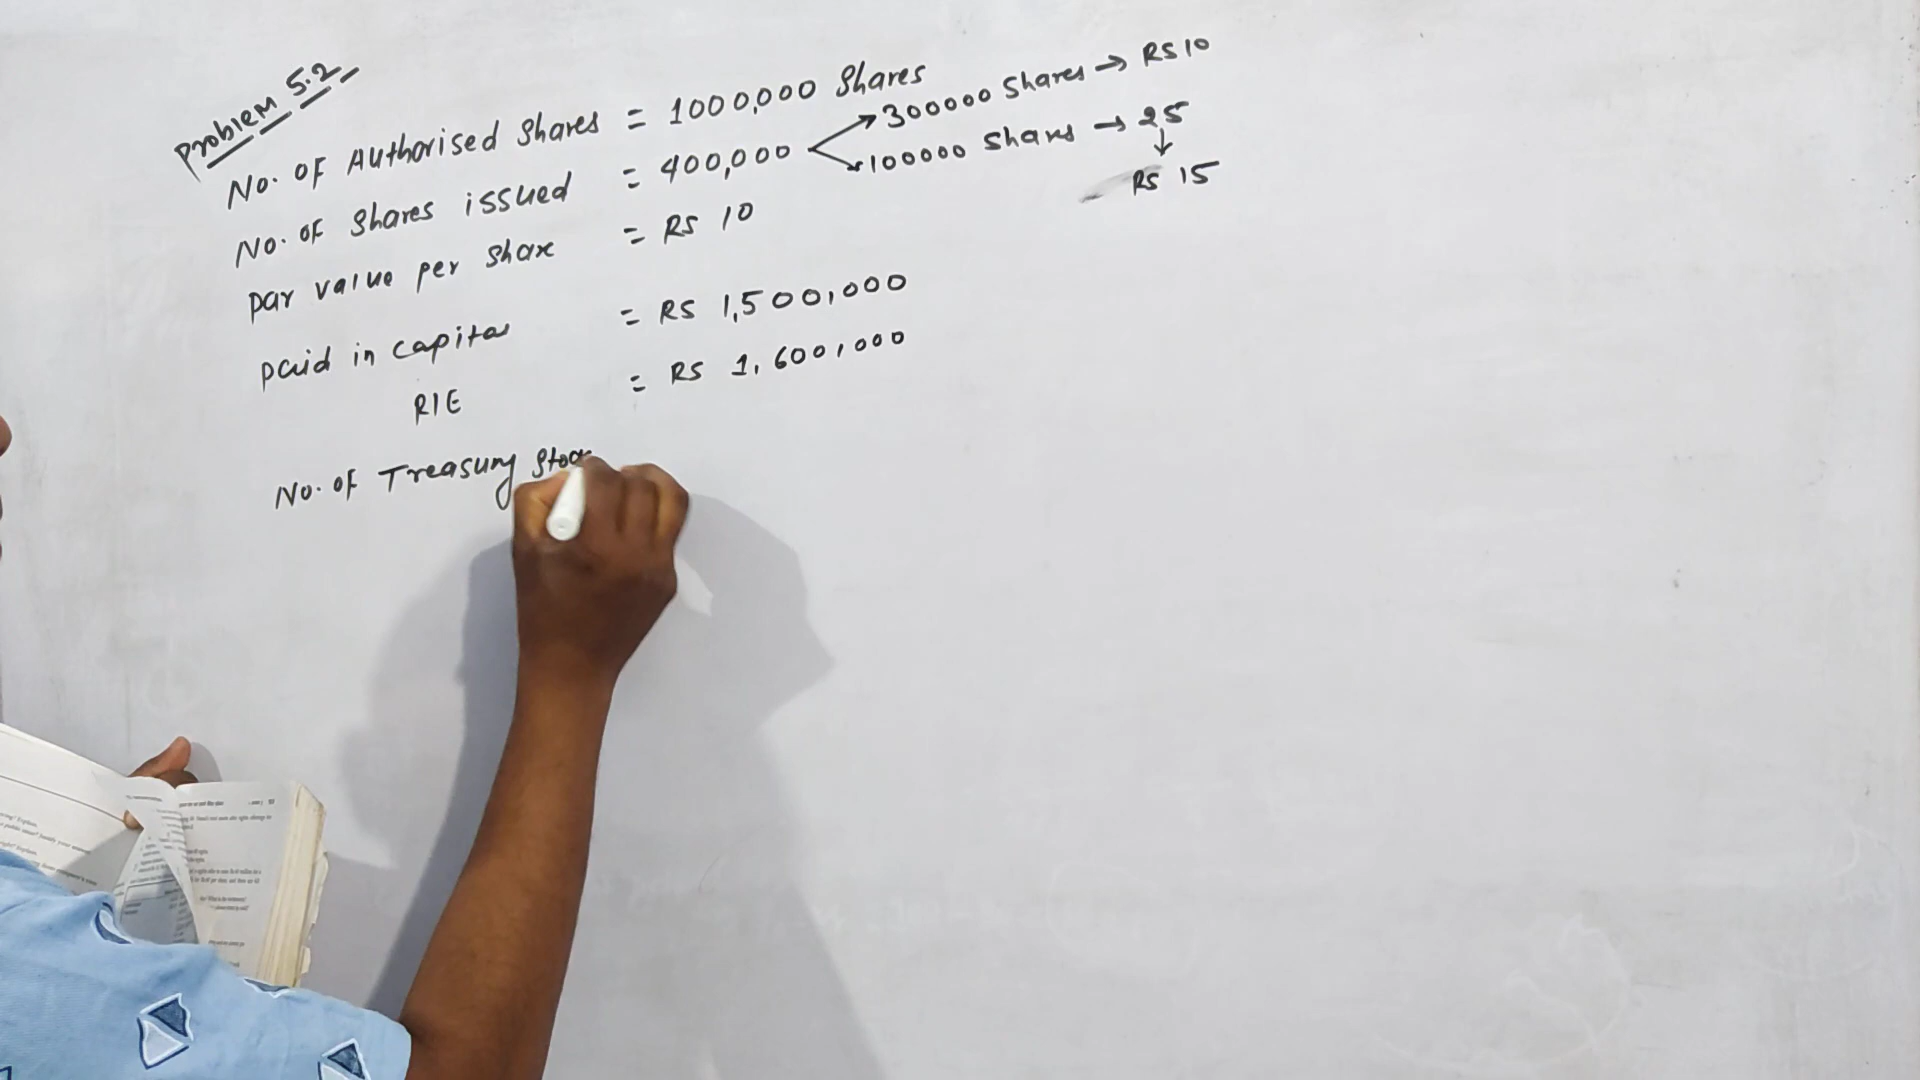 Problem 5.2
No. of Authorised shares = 1000,000 shares
No. of shares issued = 400,000
300000 shares → RS 10
100000 shares → 25
↓
RS 15
par value per share = RS 10
paid in capital = RS 1,500,000
R/E = RS 1,600,000
No. of Treasury stoc